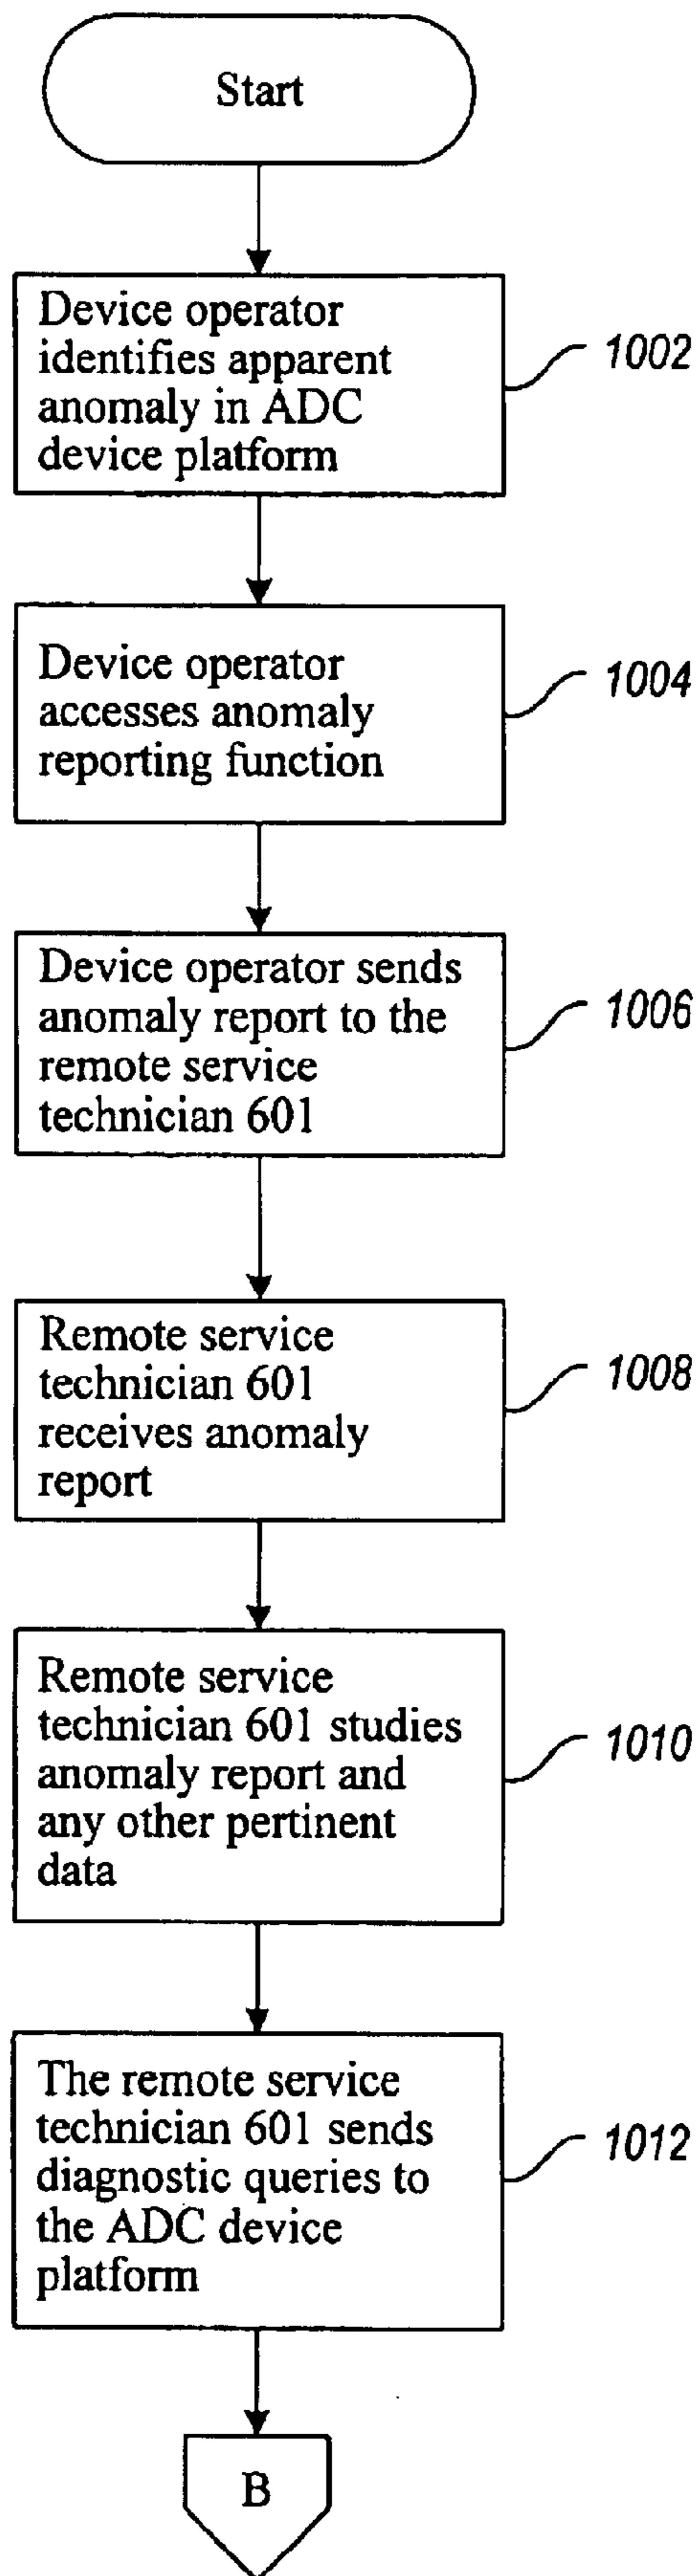 Start
Device operator
identifies apparent
anomaly in ADC
device platform
1002
Device operator
accesses anomaly
reporting function
1004
Device operator sends
anomaly report to the
remote service
technician 601
1006
Remote service
technician 601
receives anomaly
report
1008
Remote service
technician 601 studies
anomaly report and
any other pertinent
data
1010
The remote service
technician 601 sends
diagnostic queries to
the ADC device
platform
1012
B